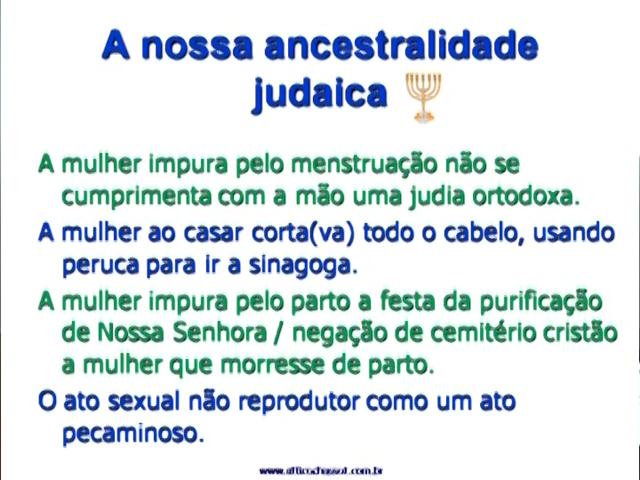 A nossa ancestralidade
judaica
A mulher impura pelo menstruação não se
cumprimenta com a mão uma judia ortodoxa.
A mulher ao casar corta(va) todo o cabelo, usando
peruca para ir a sinagoga.
A mulher impura pelo parto a festa da purificação
de Nossa Senhora / negação de cemitério cristão
a mulher que morresse de parto.
O ato sexual não reprodutor como um ato
pecaminoso.